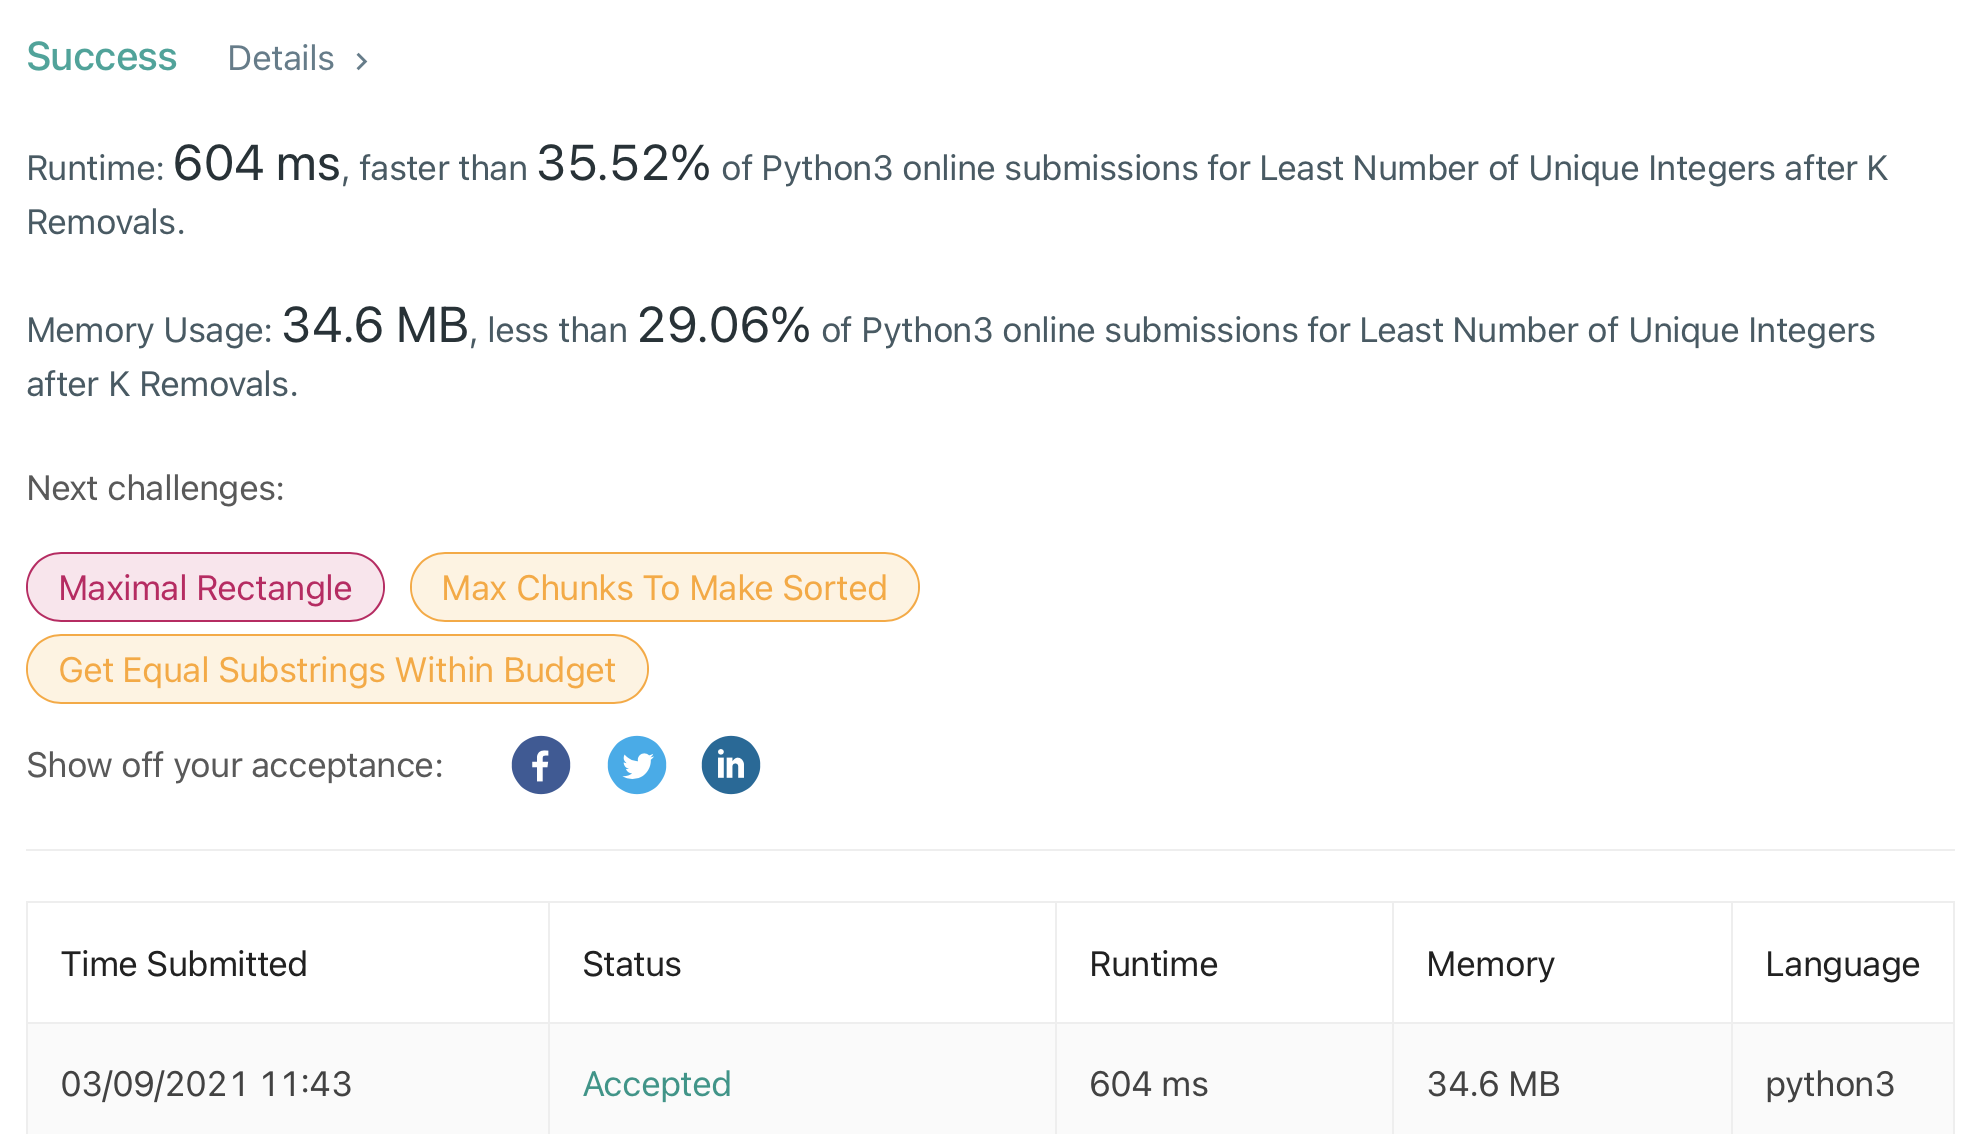 Success Details >
Runtime: 604 ms, faster than 35.52% of Python3 online submissions for Least Number of Unique Integers after K
Removals.
Memory Usage: 34.6 MB, less than 29.06% of Python3 online submissions for Least Number of Unique Integers
after K Removals.
Next challenges:
Maximal Rectangle Max Chunks To Make Sorted
Get Equal Substrings Within Budget
Show off your acceptance: f in
Time Submitted Status Runtime Memory Language
03/09/2021 11:43 Accepted 604 ms 34.6 MB python3